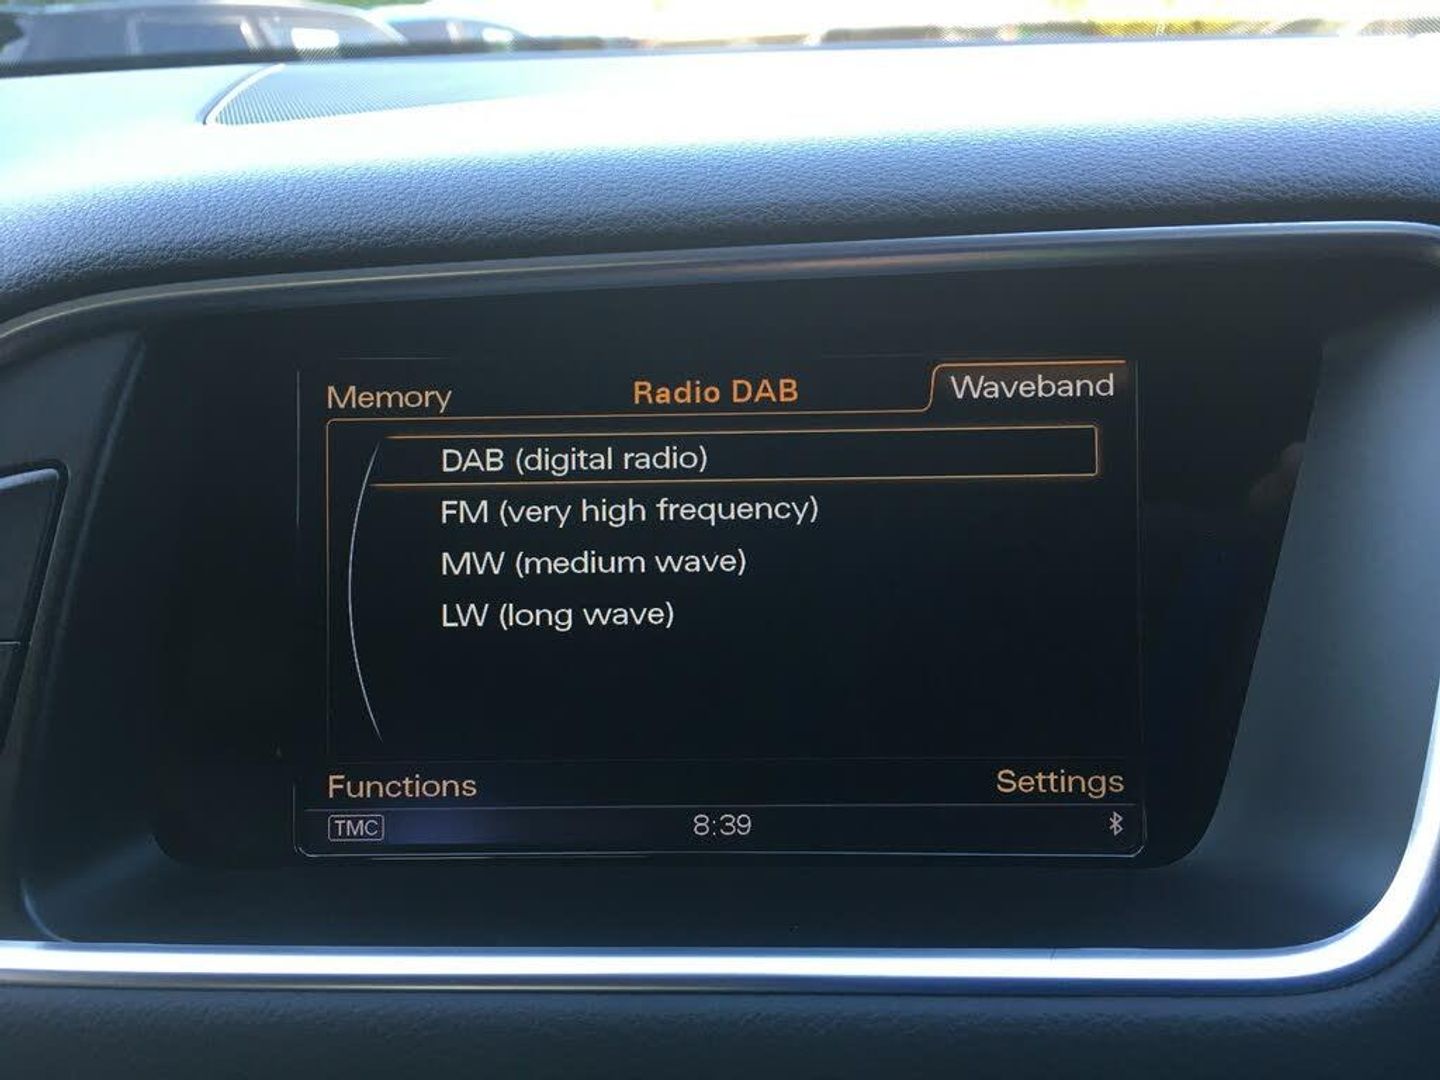 Memory Radio DAB Waveband
DAB (digital radio)
FM (very high frequency)
MW (medium wave)
LW (long wave)
Functions Settings
TMC 8:39